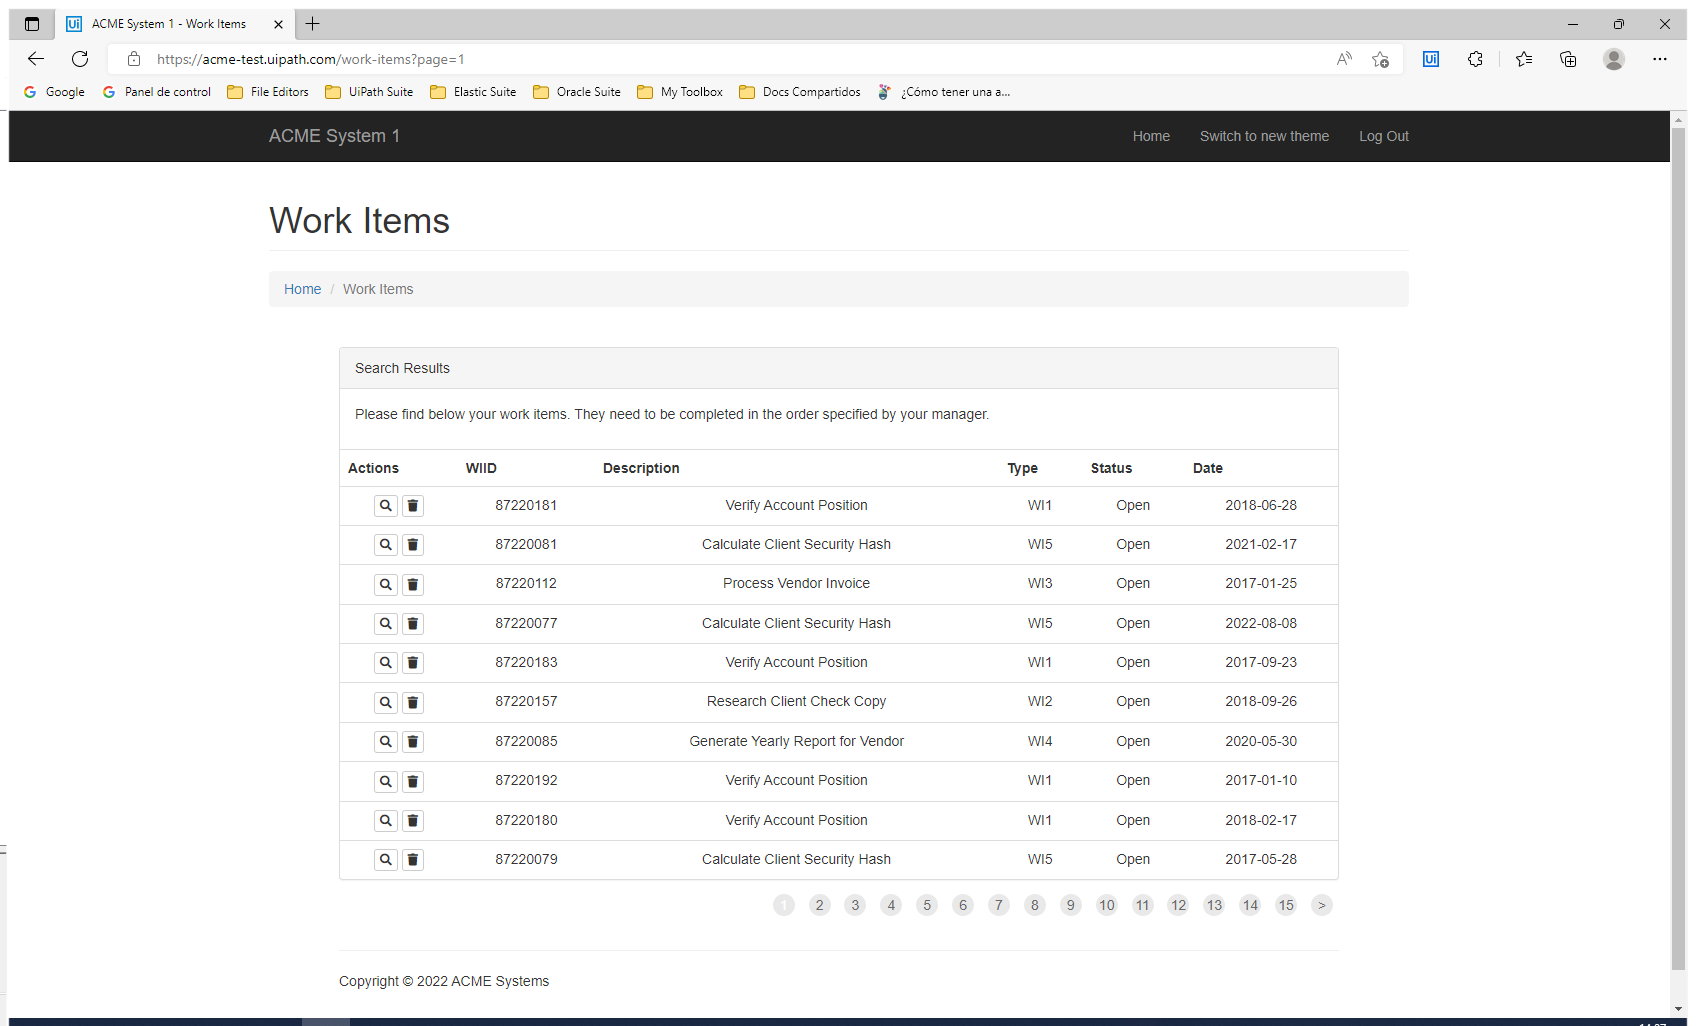 Ui ACME System 1 - Work Items
https://acme-test.uipath.com/work-items?page=1
Google Panel de control File Editors UiPath Suite Elastic Suite Oracle Suite My Toolbox Docs Compartidos ¿Cómo tener una a...
ACME System 1 Home Switch to new theme Log Out
Work Items
Home / Work Items
Search Results
Please find below your work items. They need to be completed in the order specified by your manager.
Actions WIID Description Type Status Date
87220181 Verify Account Position WI1 Open 2018-06-28
87220081 Calculate Client Security Hash WI5 Open 2021-02-17
87220112 Process Vendor Invoice WI3 Open 2017-01-25
87220077 Calculate Client Security Hash WI5 Open 2022-08-08
87220183 Verify Account Position WI1 Open 2017-09-23
87220157 Research Client Check Copy WI2 Open 2018-09-26
87220085 Generate Yearly Report for Vendor WI4 Open 2020-05-30
87220192 Verify Account Position WI1 Open 2017-01-10
87220180 Verify Account Position WI1 Open 2018-02-17
87220079 Calculate Client Security Hash WI5 Open 2017-05-28
1 2 3 4 5 6 7 8 9 10 11 12 13 14 15 >
Copyright © 2022 ACME Systems